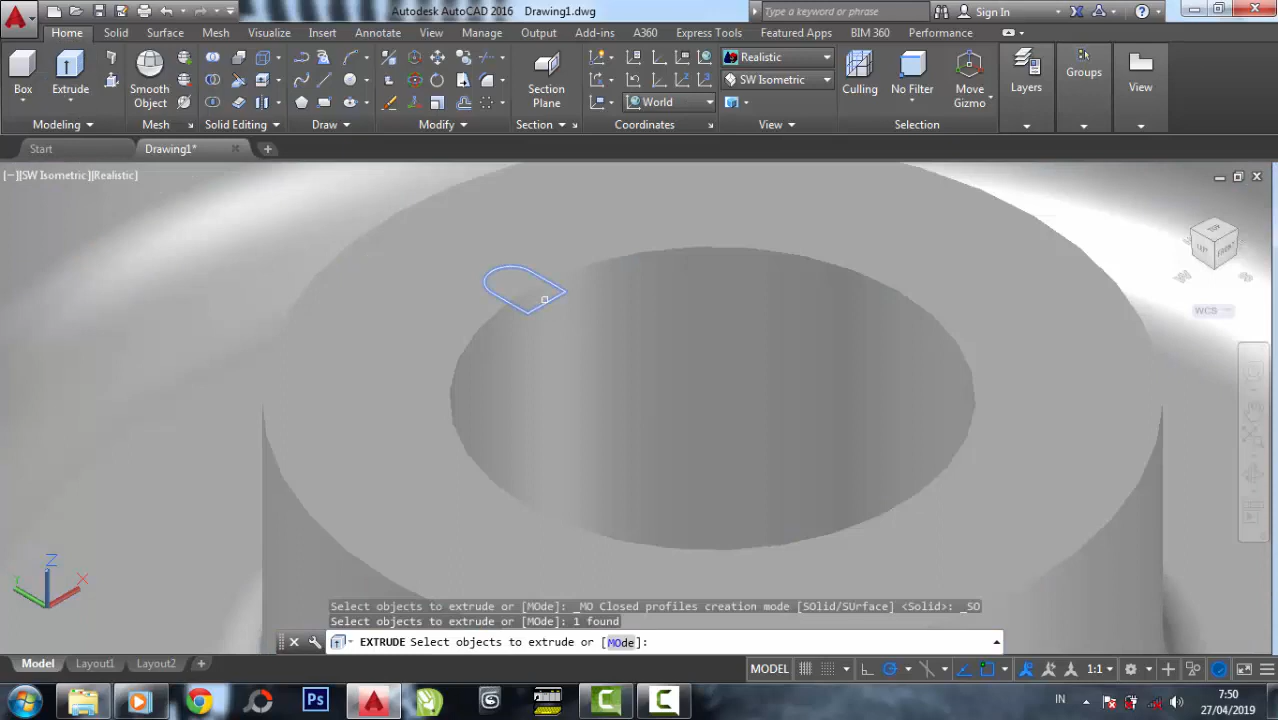 Autodesk AutoCAD 2016 Drawing1.dwg
Type a keyword or phrase
Sign In
Home Solid Surface Mesh Visualize Insert Annotate View Manage Output Add-ins A360 Express Tools Featured Apps BIM 360 Performance
Box
Extrude
Smooth
Object
Section
Plane
Realistic
SW Isometric
World
Culling
No Filter
Move
Gizmo
Layers
Groups
View
Modeling
Mesh
Solid Editing
Draw
Modify
Section
Coordinates
View
Selection
Start
Drawing1*
[−][SW Isometric][Realistic]
TOP
LEFT
FRONT
W
S
WCS
Z
Y
X
Select objects to extrude or [MOde]: _MO Closed profiles creation mode [SOlid/SUrface] <Solid>: _SO
Select objects to extrude or [MOde]: 1 found
EXTRUDE Select objects to extrude or [MOde]:
Model Layout1 Layout2
MODEL
1:1
Ps
IN
7:50
27/04/2019